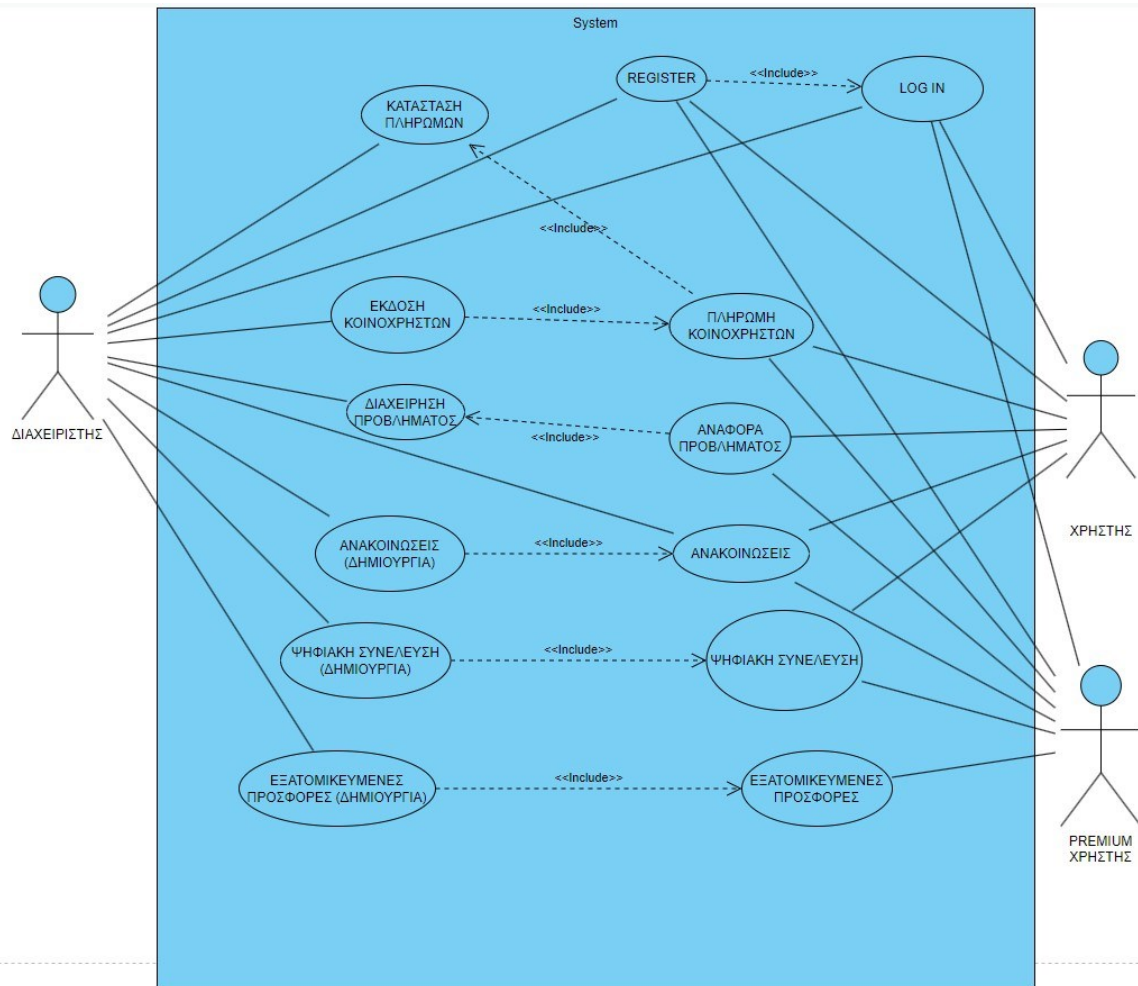 System
REGISTER
<<Include>>
LOG IN
ΚΑΤΑΣΤΑΣΗ
ΠΛΗΡΩΜΩΝ
<<Include>>
ΕΚΔΟΣΗ
ΚΟΙΝΟΧΡΗΣΤΩΝ
<<Include>>
ΠΛΗΡΩΜΗ
ΚΟΙΝΟΧΡΗΣΤΩΝ
ΔΙΑΧΕΙΡΗΣΗ
ΠΡΟΒΛΗΜΑΤΟΣ
<<Include>>
ΑΝΑΦΟΡΑ
ΠΡΟΒΛΗΜΑΤΟΣ
ΔΙΑΧΕΙΡΙΣΤΗΣ
ΧΡΗΣΤΗΣ
ΑΝΑΚΟΙΝΩΣΕΙΣ
(ΔΗΜΙΟΥΡΓΙΑ)
<<Include>>
ΑΝΑΚΟΙΝΩΣΕΙΣ
ΨΗΦΙΑΚΗ ΣΥΝΕΛΕΥΣΗ
(ΔΗΜΙΟΥΡΓΙΑ)
<<Include>>
ΨΗΦΙΑΚΗ ΣΥΝΕΛΕΥΣΗ
ΕΞΑΤΟΜΙΚΕΥΜΕΝΕΣ
ΠΡΟΣΦΟΡΕΣ (ΔΗΜΙΟΥΡΓΙΑ)
<<Include>>
ΕΞΑΤΟΜΙΚΕΥΜΕΝΕΣ
ΠΡΟΣΦΟΡΕΣ
PREMIUM
ΧΡΗΣΤΗΣ